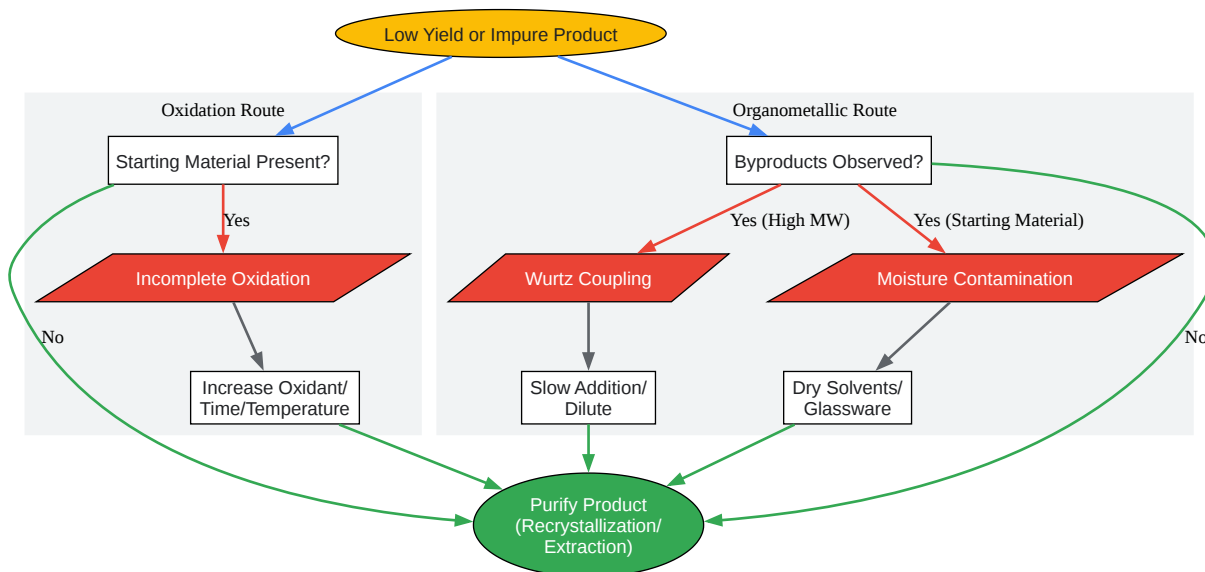 Low Yield or Impure Product
Oxidation Route
Organometallic Route
Starting Material Present?
Byproducts Observed?
Yes
Yes (High MW)
Yes (Starting Material)
Incomplete Oxidation
Wurtz Coupling
Moisture Contamination
No
No
Increase Oxidant/
Time/Temperature
Slow Addition/
Dilute
Dry Solvents/
Glassware
Purify Product
(Recrystallization/
Extraction)